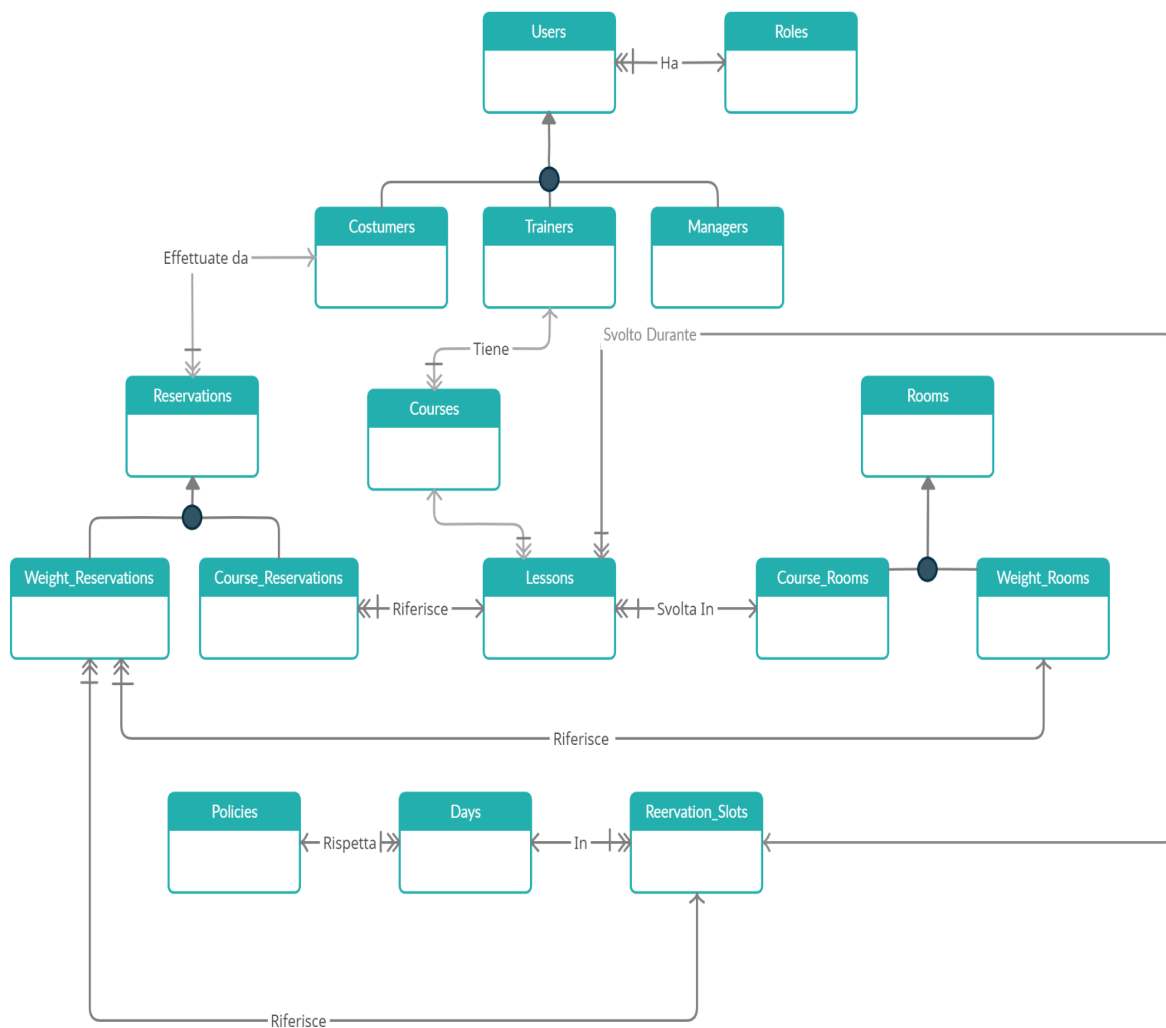 Users
Roles
Ha
Costumers
Trainers
Managers
Effettuate da
Svolto Durante
Tiene
Reservations
Courses
Rooms
Weight_Reservations
Course_Reservations
Lessons
Course_Rooms
Weight_Rooms
Riferisce
Svolta In
Riferisce
Policies
Days
Reervation_Slots
Rispetta
In
Riferisce